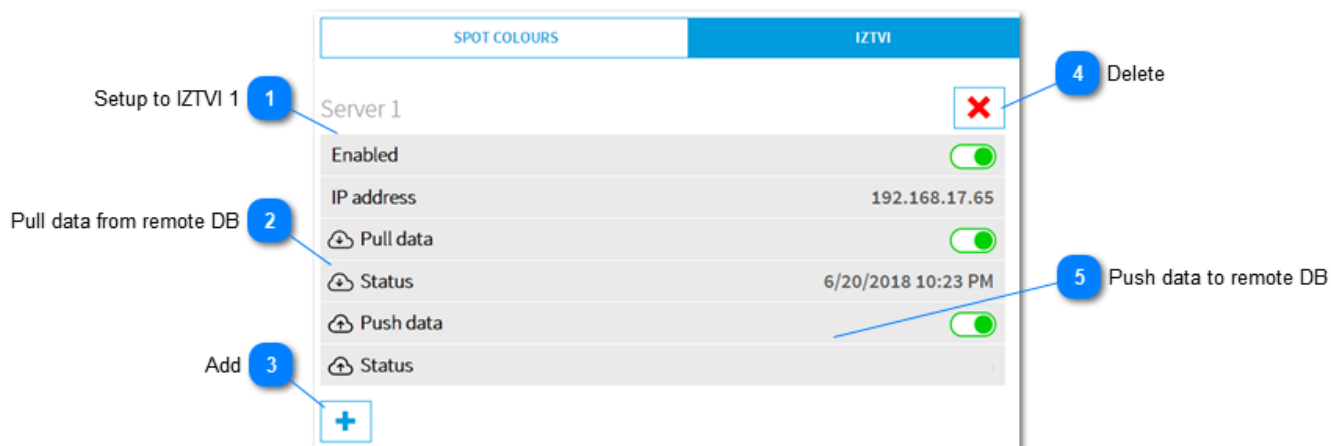 SPOT COLOURS IZTVI
4 Delete
Setup to IZTVI 1 1
Server 1
Enabled
IP address 192.168.17.65
Pull data from remote DB 2
Pull data
Status 6/20/2018 10:23 PM
5 Push data to remote DB
Push data
Add 3
Status